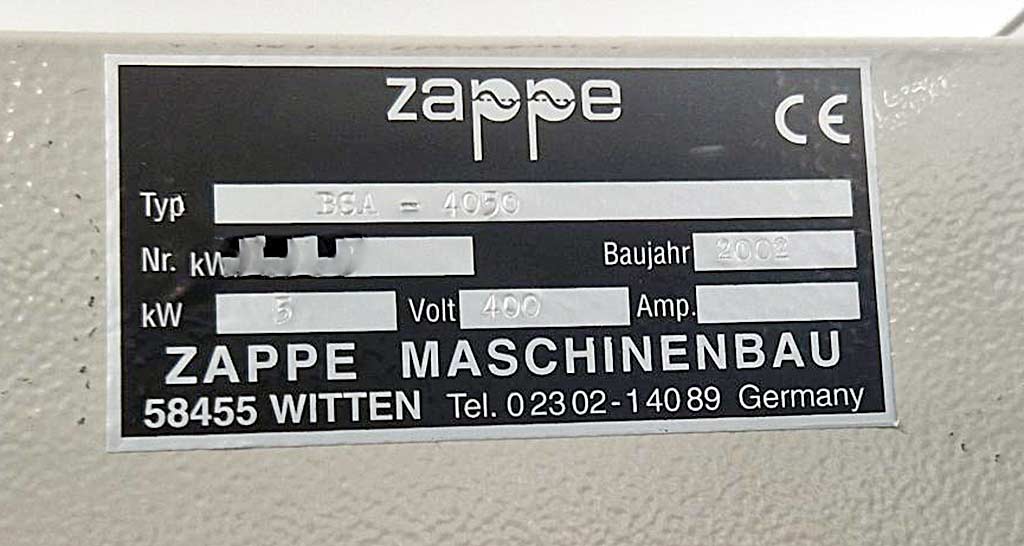 zappe
CE
Typ BSA - 4050
Nr. kW Baujahr 2002
kW 5 Volt 400 Amp.
ZAPPE MASCHINENBAU
58455 WITTEN Tel. 0 23 02 - 1 40 89 Germany